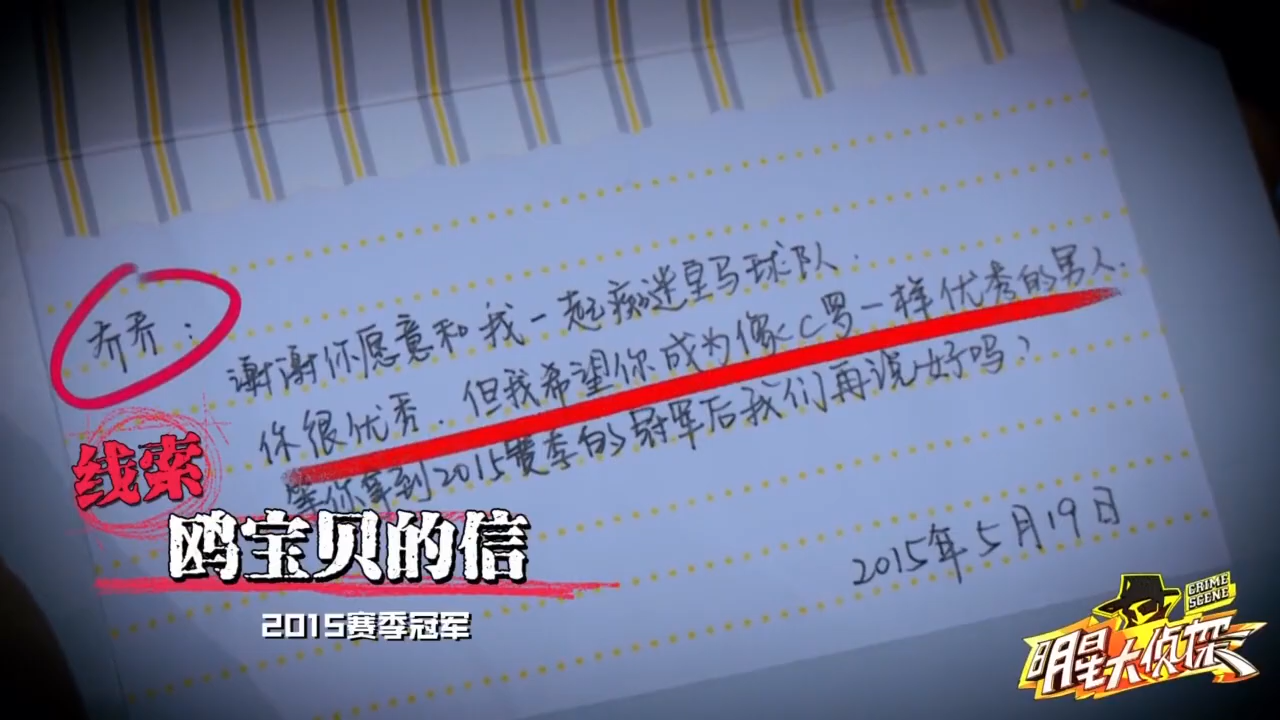 乔乔：
谢谢你愿意和我一起痴迷皇马球队.
你很优秀.但我希望你成为像C罗一样优秀的男人.
等你拿到2015赛季的冠军后我们再说好吗?
2015年5月19日
线索
鸥宝贝的信
2015赛季冠军
CRIME
SCENE
明星大侦探